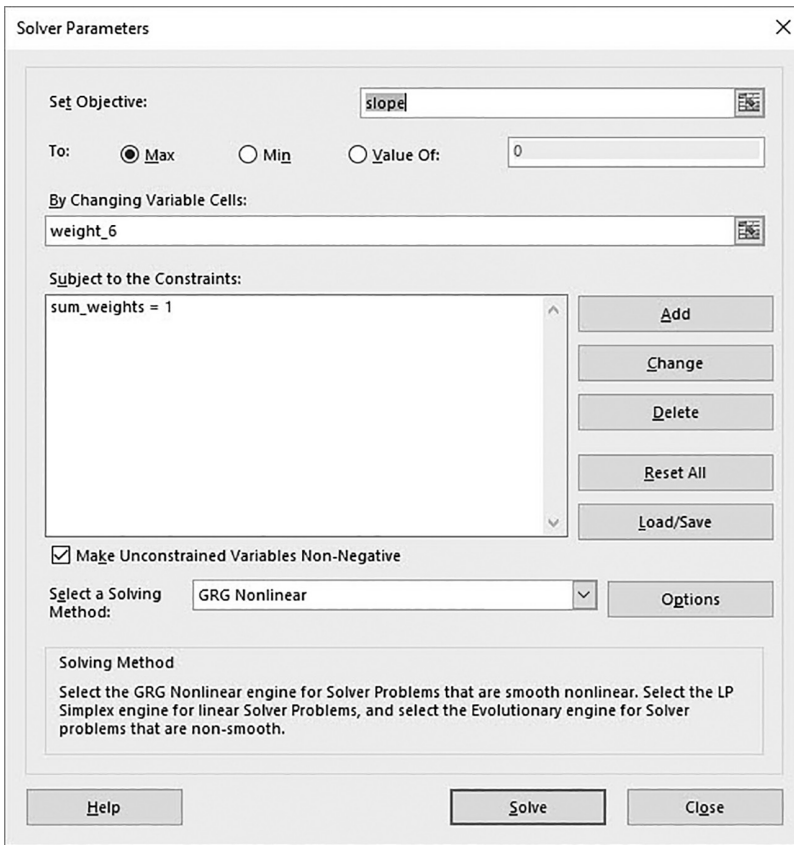 Solver Parameters
Set Objective:
slope
To:
Max
Min
Value Of:
0
By Changing Variable Cells:
weight_6
Subject to the Constraints:
sum_weights = 1
Add
Change
Delete
Reset All
Load/Save
Make Unconstrained Variables Non-Negative
Select a Solving
Method:
GRG Nonlinear
Options
Solving Method
Select the GRG Nonlinear engine for Solver Problems that are smooth nonlinear. Select the LP
Simplex engine for linear Solver Problems, and select the Evolutionary engine for Solver
problems that are non-smooth.
Help
Solve
Close